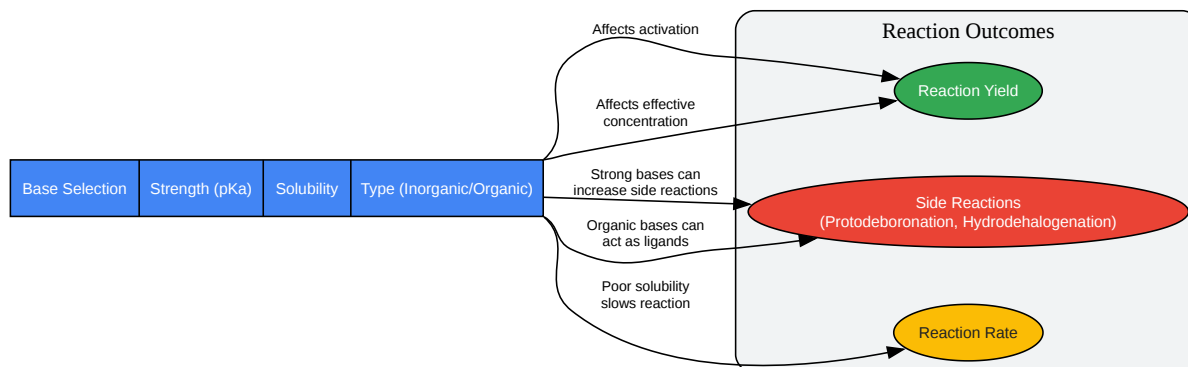 Base Selection
Strength (pKa)
Solubility
Type (Inorganic/Organic)
Affects activation
Affects effective
concentration
Strong bases can
increase side reactions
Organic bases can
act as ligands
Poor solubility
slows reaction
Reaction Outcomes
Reaction Yield
Side Reactions
(Protodeboronation, Hydrodehalogenation)
Reaction Rate